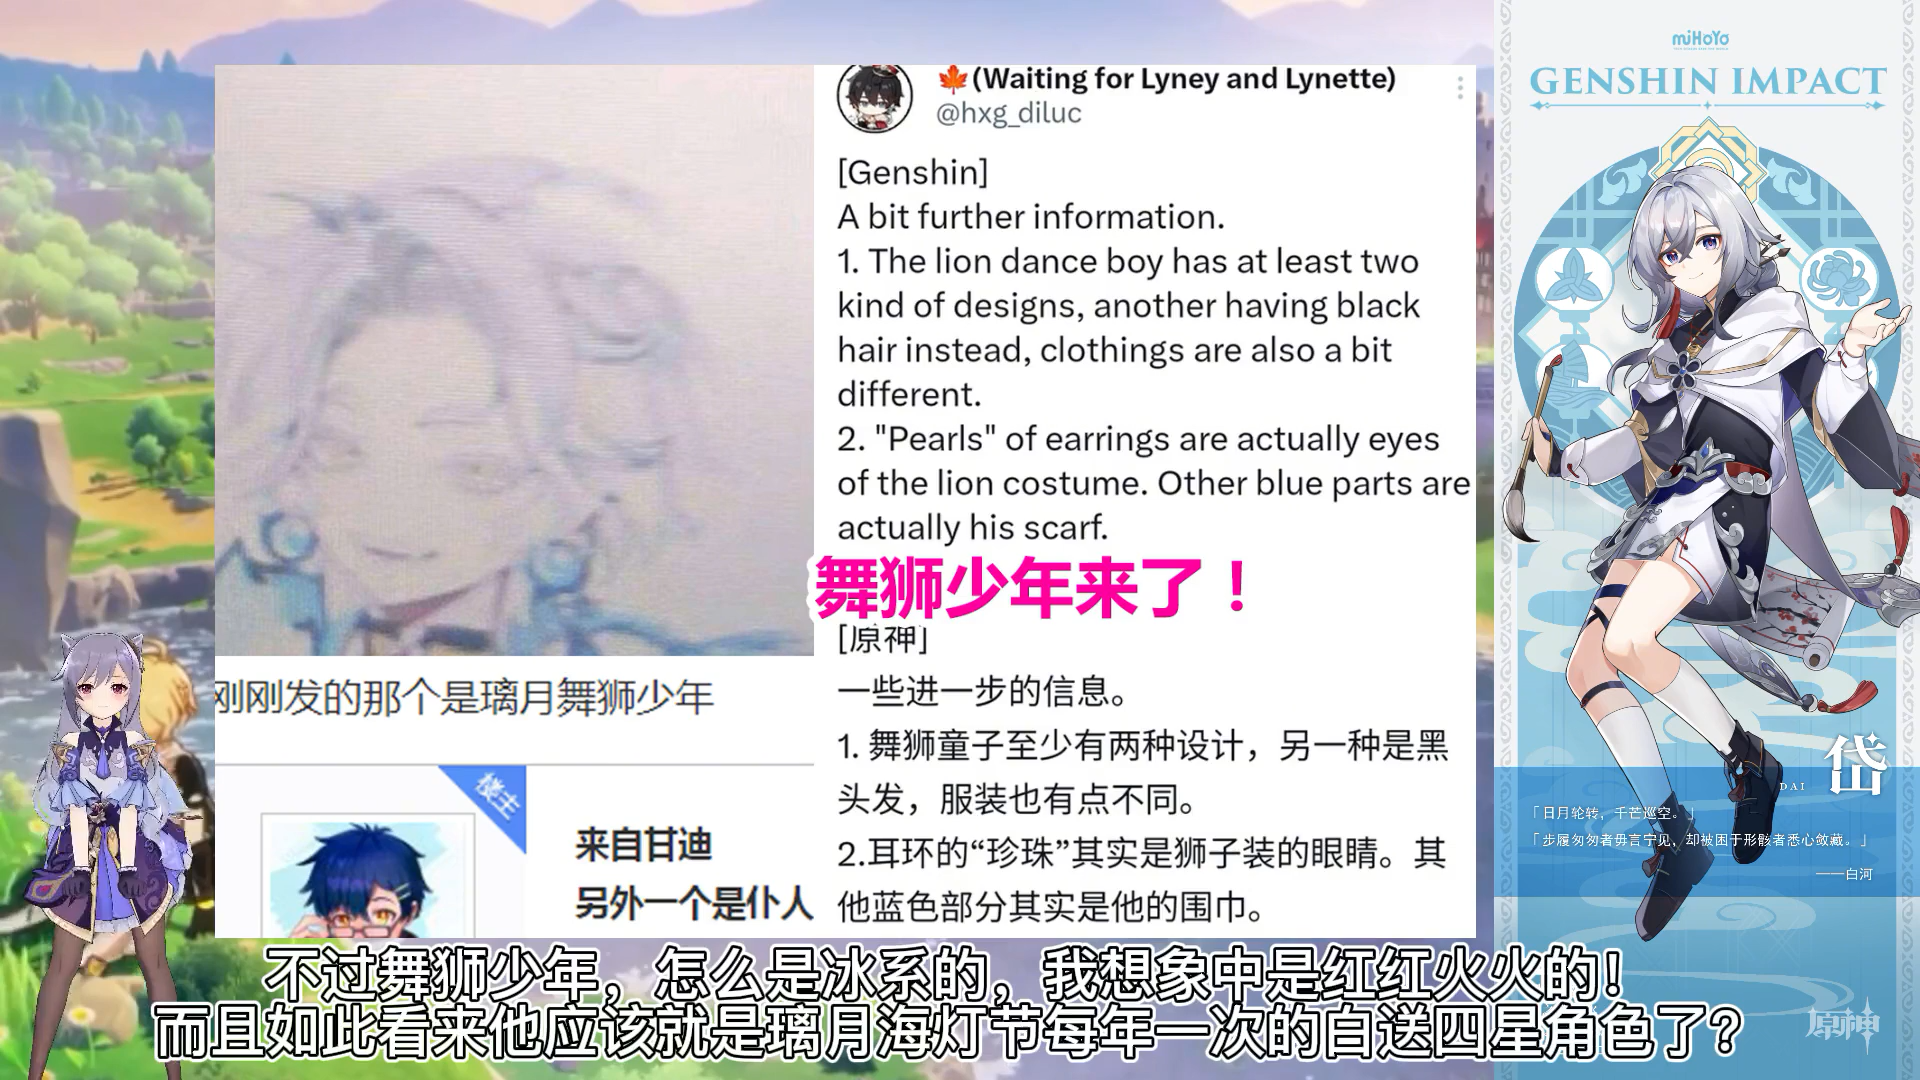 🍁(Waiting for Lyney and Lynette)
@hxg_diluc
[Genshin]
A bit further information.
1. The lion dance boy has at least two
kind of designs, another having black
hair instead, clothings are also a bit
different.
2. "Pearls" of earrings are actually eyes
of the lion costume. Other blue parts are
actually his scarf.
舞狮少年来了！
[原神]
一些进一步的信息。
1. 舞狮童子至少有两种设计，另一种是黑
头发，服装也有点不同。
2.耳环的“珍珠”其实是狮子装的眼睛。其
他蓝色部分其实是他的围巾。
刚刚发的那个是璃月舞狮少年
楼主
来自甘迪
另外一个是仆人
miHoYo
GENSHIN IMPACT
岱
DAI
「日月轮转，千芒巡空。」
「步履匆匆者毋言宁见，却被困于形骸者悉心敛藏。」
——白河
原神
不过舞狮少年，怎么是冰系的，我想象中是红红火火的！
而且如此看来他应该就是璃月海灯节每年一次的白送四星角色了？